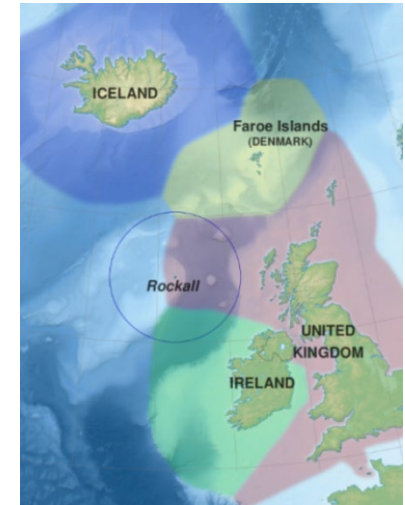 ICELAND
Faroe Islands
(DENMARK)
Rockall
UNITED
KINGDOM
IRELAND